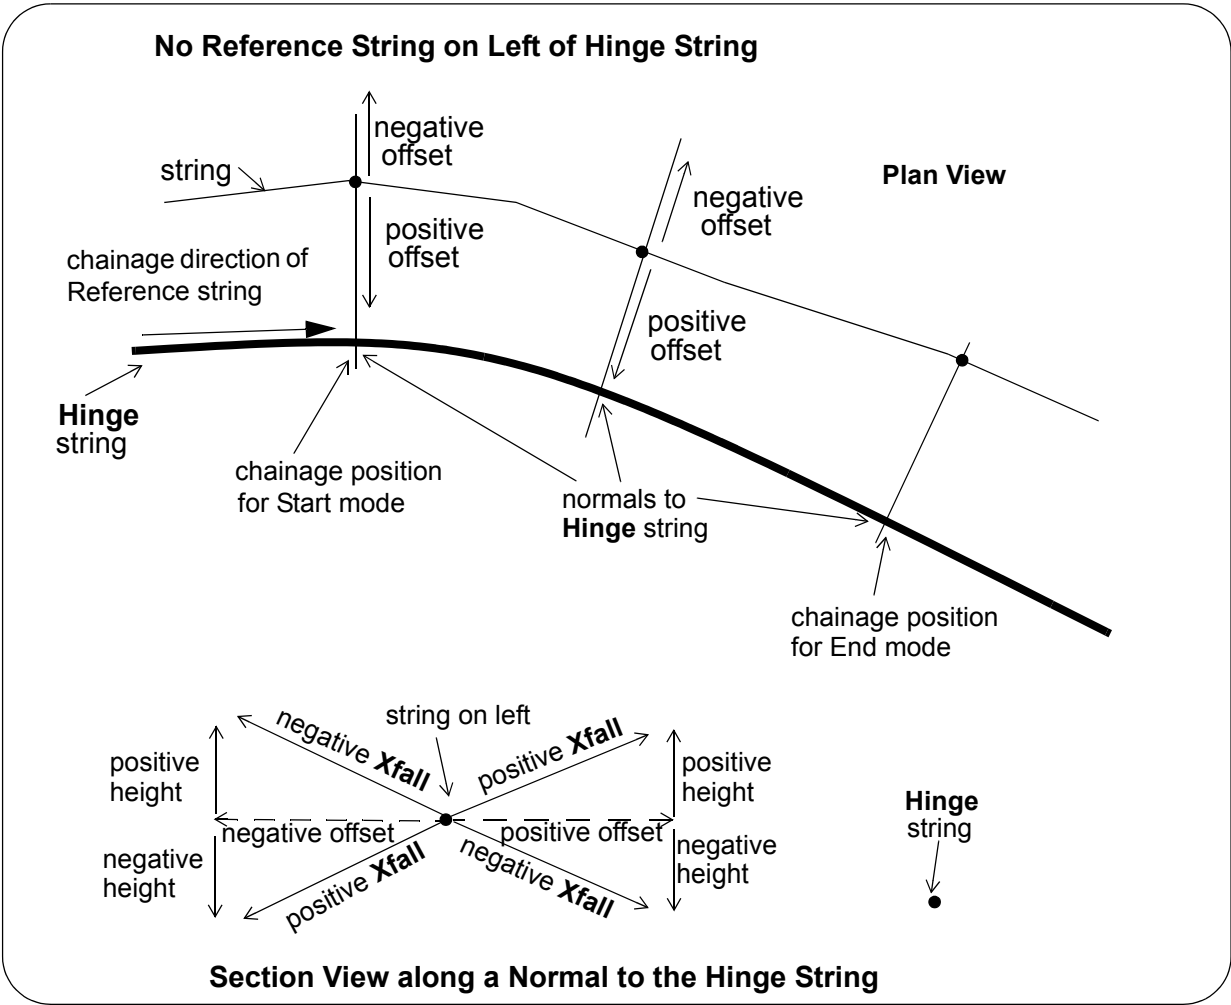 No Reference String on Left of Hinge String
negative
offset
string
Plan View
negative
offset
positive
offset
chainage direction of
Reference string
positive
offset
Hinge
string
chainage position
for Start mode
normals to
Hinge string
chainage position
for End mode
string on left
negative Xfall
positive Xfall
positive
height
positive
height
Hinge
string
negative offset
positive offset
negative
height
negative
height
positive Xfall
negative Xfall
Section View along a Normal to the Hinge String